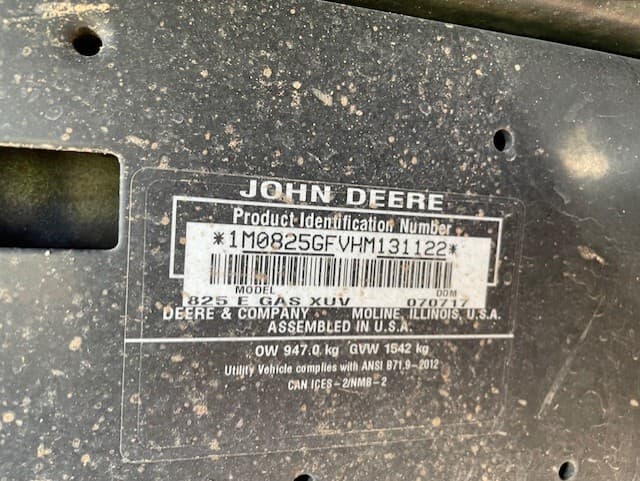 JOHN DEERE
Product Identification Number
*1M0825GFVHM131122*
MODEL DOM
825 E GAS XUV 070717
DEERE & COMPANY MOLINE, ILLINOIS, U.S.A.
ASSEMBLED IN U.S.A.
OW 947.0 kg GVW 1542 kg
Utility Vehicle complies with ANSI B71.9-2012
CAN ICES-2/NMB-2